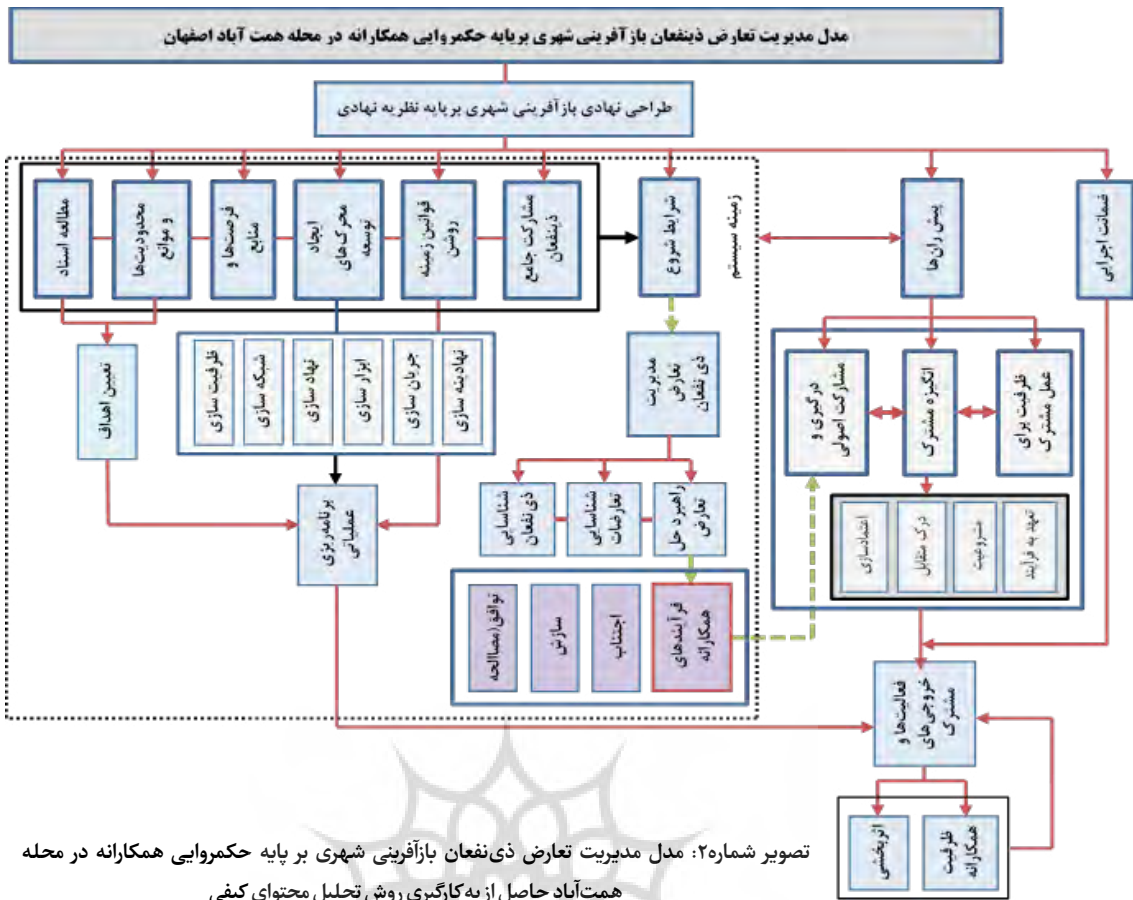 مدل مدیریت تعارض ذینفعان بازآفرینی شهری برپایه حکمروایی همکارانه در محله همت آباد اصفهان
طراحی نهادی بازآفرینی شهری برپایه نظریه نهادی
ضمانت اجرایی
پیش ران‌ها
زمینه سیستم
شرایط شروع
مشارکت جامع
ذینفعان
روشن
قوانین زمینه
ایجاد
محرک‌های
توسعه
فرصت‌ها و
منابع
محدودیت‌ها
و موانع
مطالعه اسناد
ظرفیت برای
عمل مشترک
انگیزه مشترک
درگیری و
مشارکت اصولی
تعهد به فرآیند
مشروعیت
درک متقابل
اعتمادسازی
مدیریت
تعارض
ذی نفعان
نهادینه سازی
جریان سازی
ابزار سازی
نهاد سازی
شبکه سازی
ظرفیت سازی
تعیین اهداف
راهبرد حل
تعارض
شناسایی
تعارضات
شناسایی
ذی نفعان
برنامه‌ریزی
عملیاتی
فرآیندهای
همکارانه
اجتناب
سازش
توافق(مصاالحه
فعالیت‌ها و
خروجی‌های
مشترک
ظرفیت
همکارانه
اثربخشی
تصویر شماره۲: مدل مدیریت تعارض ذی‌نفعان بازآفرینی شهری بر پایه حکمروایی همکارانه در محله
همت‌آباد حاصل از به‌کارگیری روش تحلیل محتوای کیفی